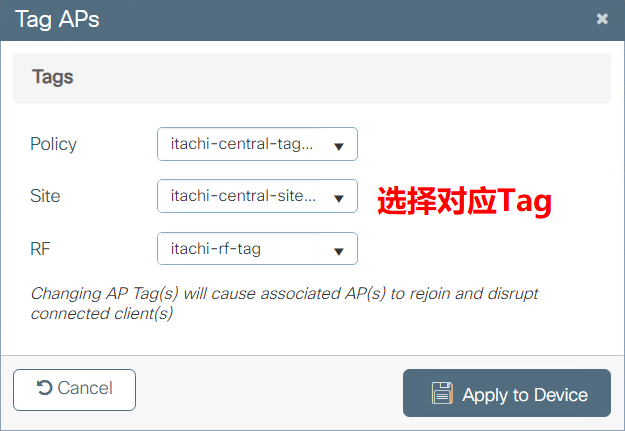 Tag APs
Tags
Policy itachi-central-tag...
Site itachi-central-site... 选择对应Tag
RF itachi-rf-tag
Changing AP Tag(s) will cause associated AP(s) to rejoin and disrupt
connected client(s)
Cancel Apply to Device